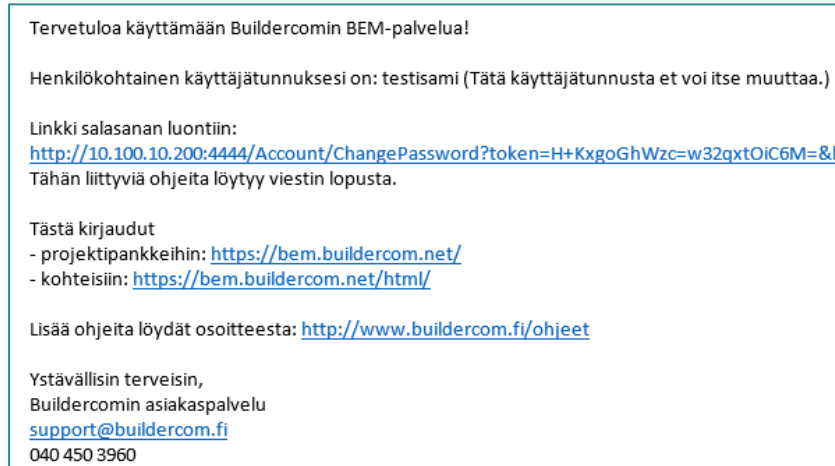 Tervetuloa käyttämään Buildercomin BEM-palvelua!
Henkilökohtainen käyttäjätunnuksesi on: testisami (Tätä käyttäjätunnusta et voi itse muuttaa.)
Linkki salasanan luontiin:
http://10.100.10.200:4444/Account/ChangePassword?token=H+KxgoGhWzc=w32qxtOiC6M=&
Tähän liittyviä ohjeita löytyy viestin lopusta.
Tästä kirjaudut
- projektipankkeihin: https://bem.buildercom.net/
- kohteisiin: https://bem.buildercom.net/html/
Lisää ohjeita löydät osoitteesta: http://www.buildercom.fi/ohjeet
Ystävällisin terveisin,
Buildercomin asiakaspalvelu
support@buildercom.fi
040 450 3960